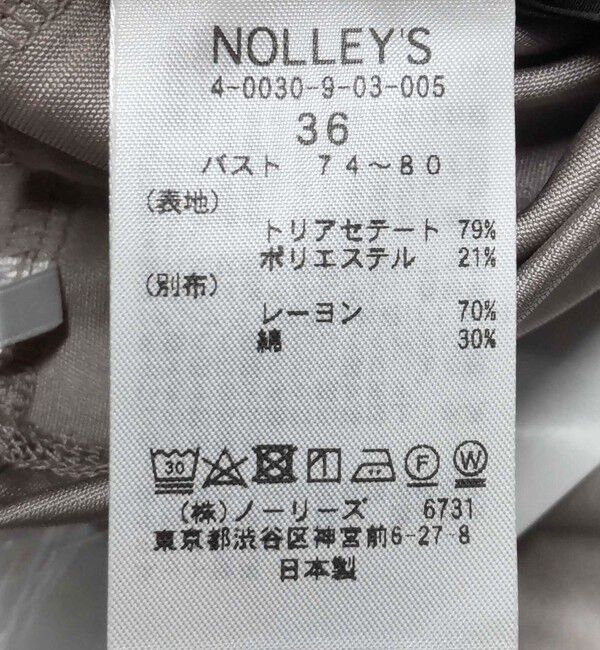 NOLLEY'S
4-0030-9-03-005
36
バスト 74～80
(表地)
トリアセテート 79%
ポリエステル 21%
(別布)
レーヨン 70%
綿 30%
30 F W
(株)ノーリーズ 6731
東京都渋谷区神宮前6-27-8
日本製